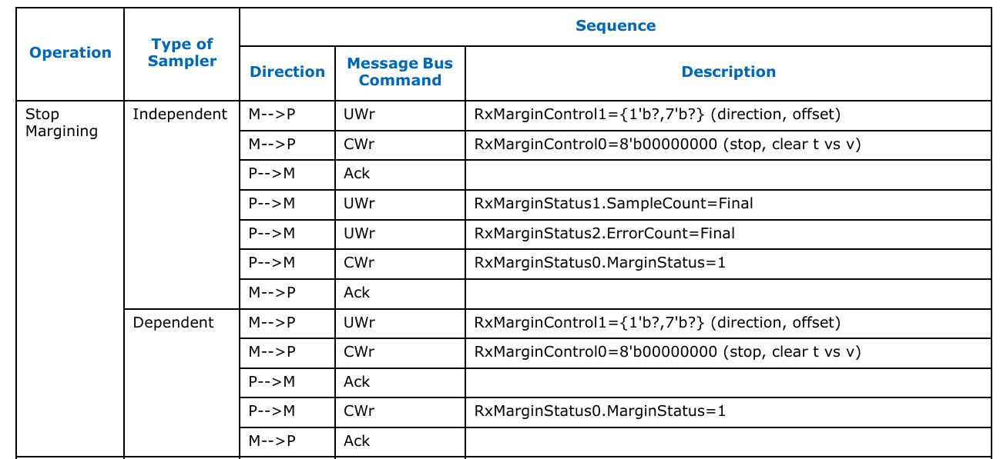 Operation
Type of
Sampler
Sequence
Direction
Message Bus
Command
Description
Stop
Margining
Independent
M-->P
UWr
RxMarginControl1={1'b?,7'b?} (direction, offset)
M-->P
CWr
RxMarginControl0=8'b00000000 (stop, clear t vs v)
P-->M
Ack
P-->M
UWr
RxMarginStatus1.SampleCount=Final
P-->M
UWr
RxMarginStatus2.ErrorCount=Final
P-->M
CWr
RxMarginStatus0.MarginStatus=1
M-->P
Ack
Dependent
M-->P
UWr
RxMarginControl1={1'b?,7'b?} (direction, offset)
M-->P
CWr
RxMarginControl0=8'b00000000 (stop, clear t vs v)
P-->M
Ack
P-->M
CWr
RxMarginStatus0.MarginStatus=1
M-->P
Ack